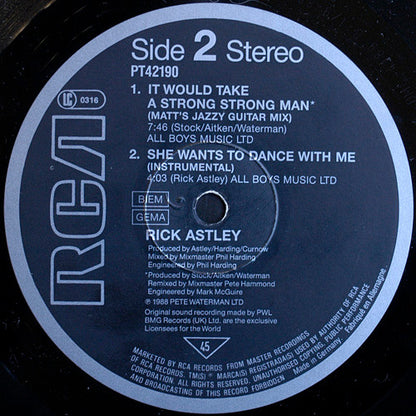 Side 2 Stereo
PT42190
LC 0316
RCA
1. IT WOULD TAKE
A STRONG STRONG MAN*
(MATT'S JAZZY GUITAR MIX)
7:46 (Stock/Aitken/Waterman)
ALL BOYS MUSIC LTD
2. SHE WANTS TO DANCE WITH ME
(INSTRUMENTAL)
4:03 (Rick Astley) ALL BOYS MUSIC LTD
BIEM
GEMA
RICK ASTLEY
Produced by Astley/Harding/Curnow
Mixed by Mixmaster Phil Harding
Engineered by Phil Harding
*Produced by Stock/Aitken/Waterman
Remixed by Mixmaster Pete Hammond
Engineered by Mark McGuire
℗ 1988 PETE WATERMAN LTD
Original sound recording made by PWL
BMG Records (UK) Ltd. are the exclusive
Licensees for the World
45
MARKETED BY RCA RECORDS FROM MASTER RECORDINGS
OF RCA RECORDS. TM(S) ® MARCA(S) REGISTRADA(S) USED BY AUTHORITY OF RCA
CORPORATION. ALL RIGHTS RESERVED. UNAUTHORISED COPYING, PUBLIC PERFORMANCE
AND BROADCASTING OF THIS RECORD FORBIDDEN
Made in Germany.
Fabriqué en Allemagne